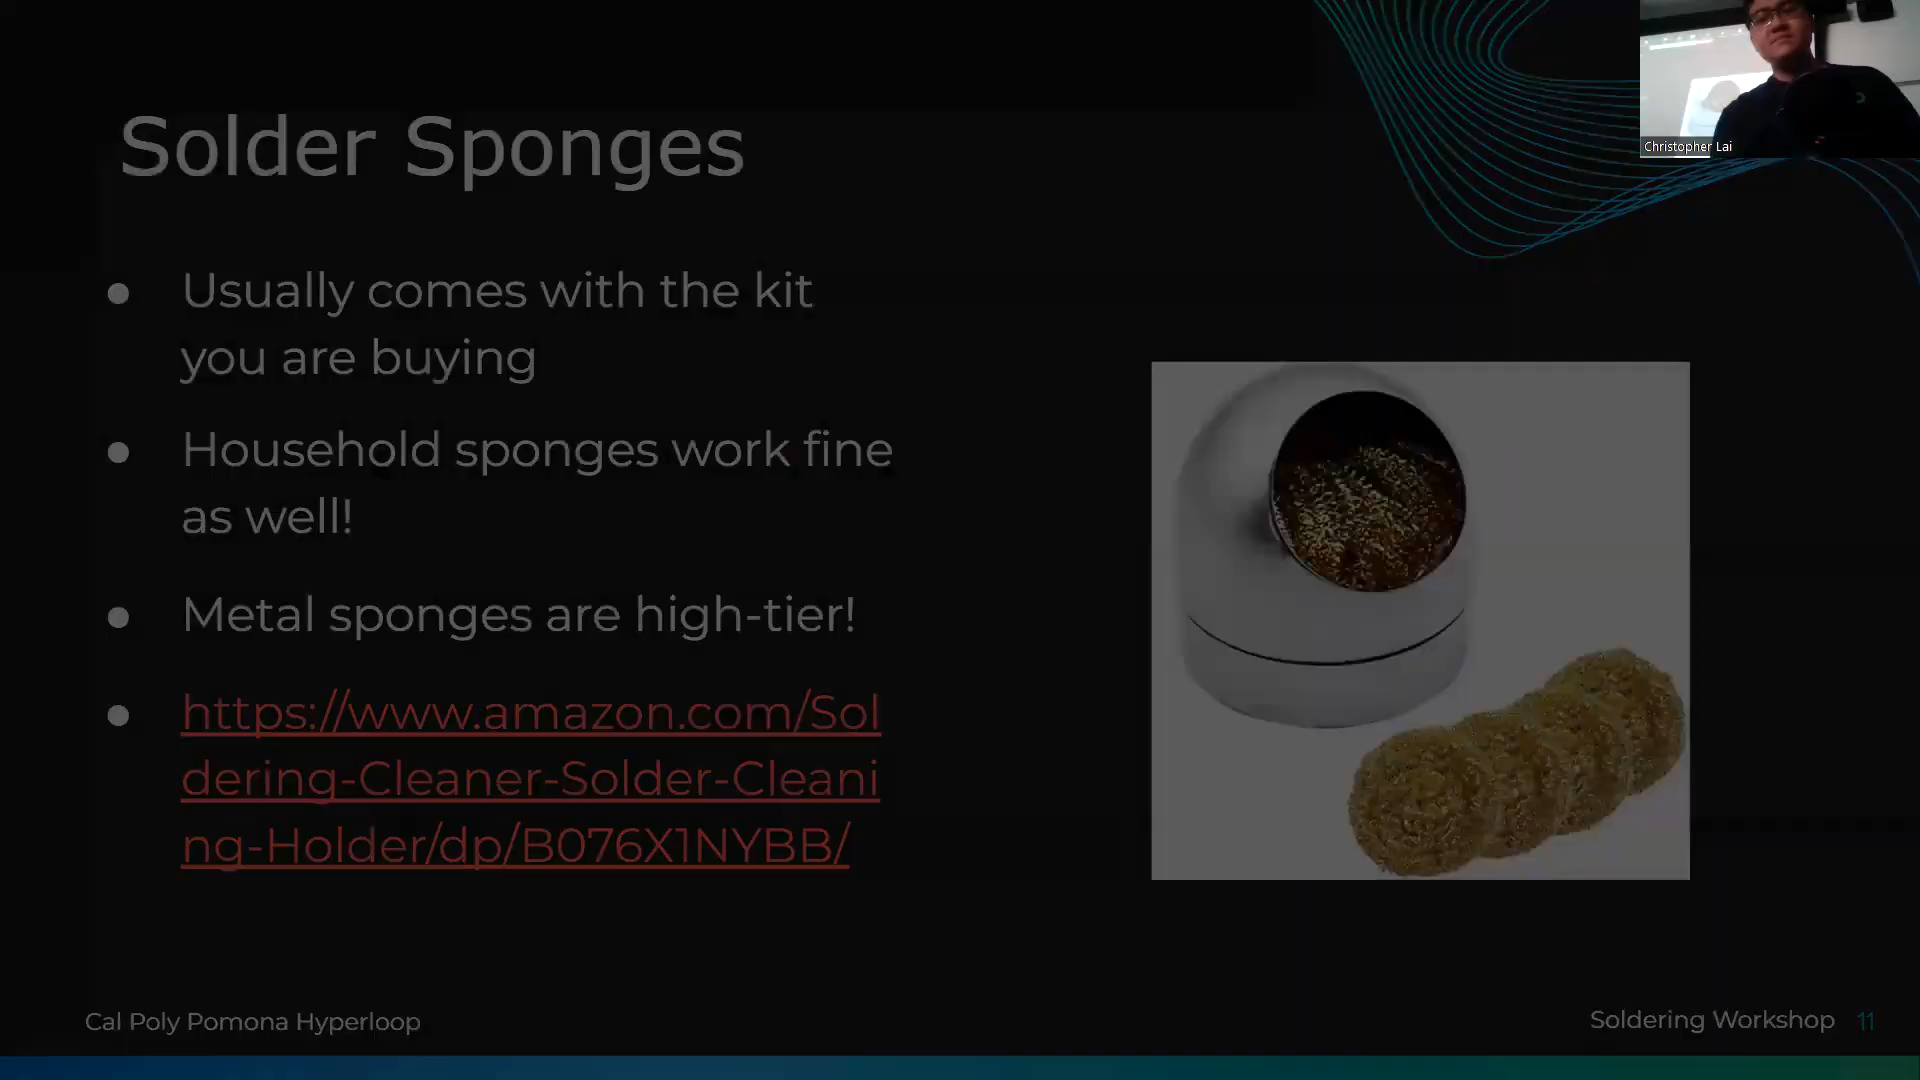 Christopher Lai
Solder Sponges
● Usually comes with the kit
you are buying
● Household sponges work fine
as well!
● Metal sponges are high-tier!
● https://www.amazon.com/Sol
dering-Cleaner-Solder-Cleani
ng-Holder/dp/B076X1NYBB/
Cal Poly Pomona Hyperloop
Soldering Workshop 11